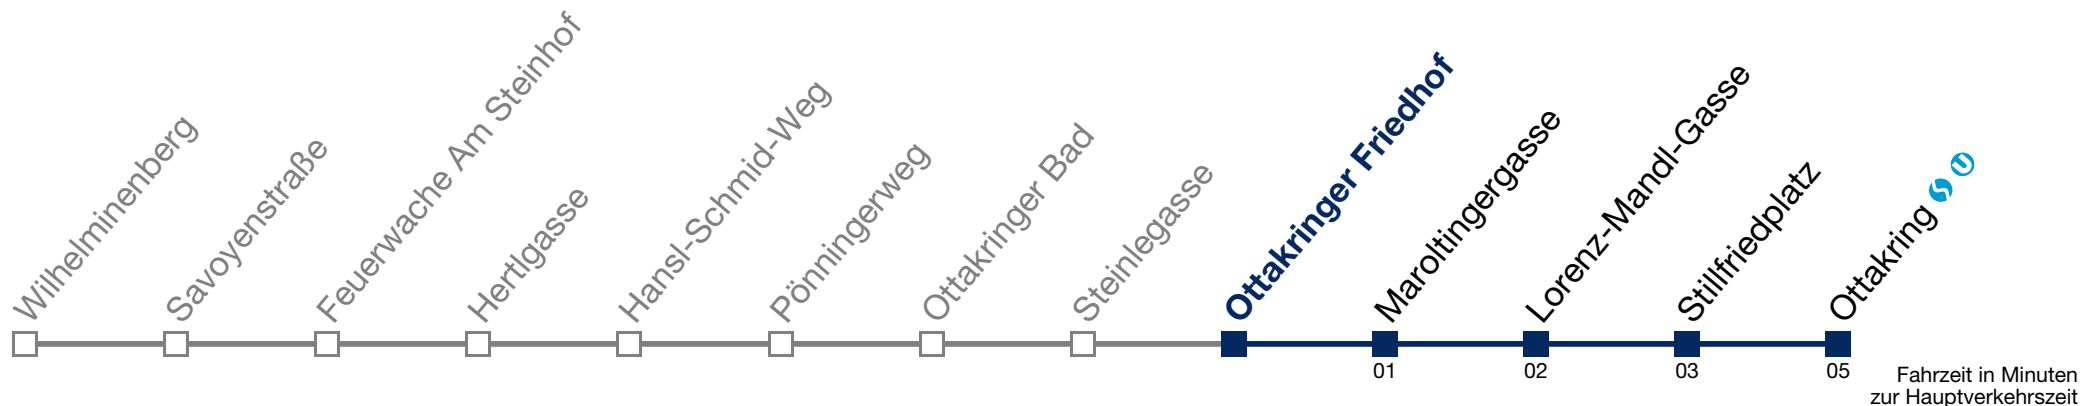 Wilhelminenberg
Savoyenstraße
Feuerwache Am Steinhof
Hertlgasse
Hansl-Schmid-Weg
Pönningerweg
Ottakringer Bad
Steinlegasse
Ottakringer Friedhof
Maroltingergasse
Lorenz-Mandl-Gasse
Stillfriedplatz
Ottakring S U
01
02
03
05
Fahrzeit in Minuten
zur Hauptverkehrszeit